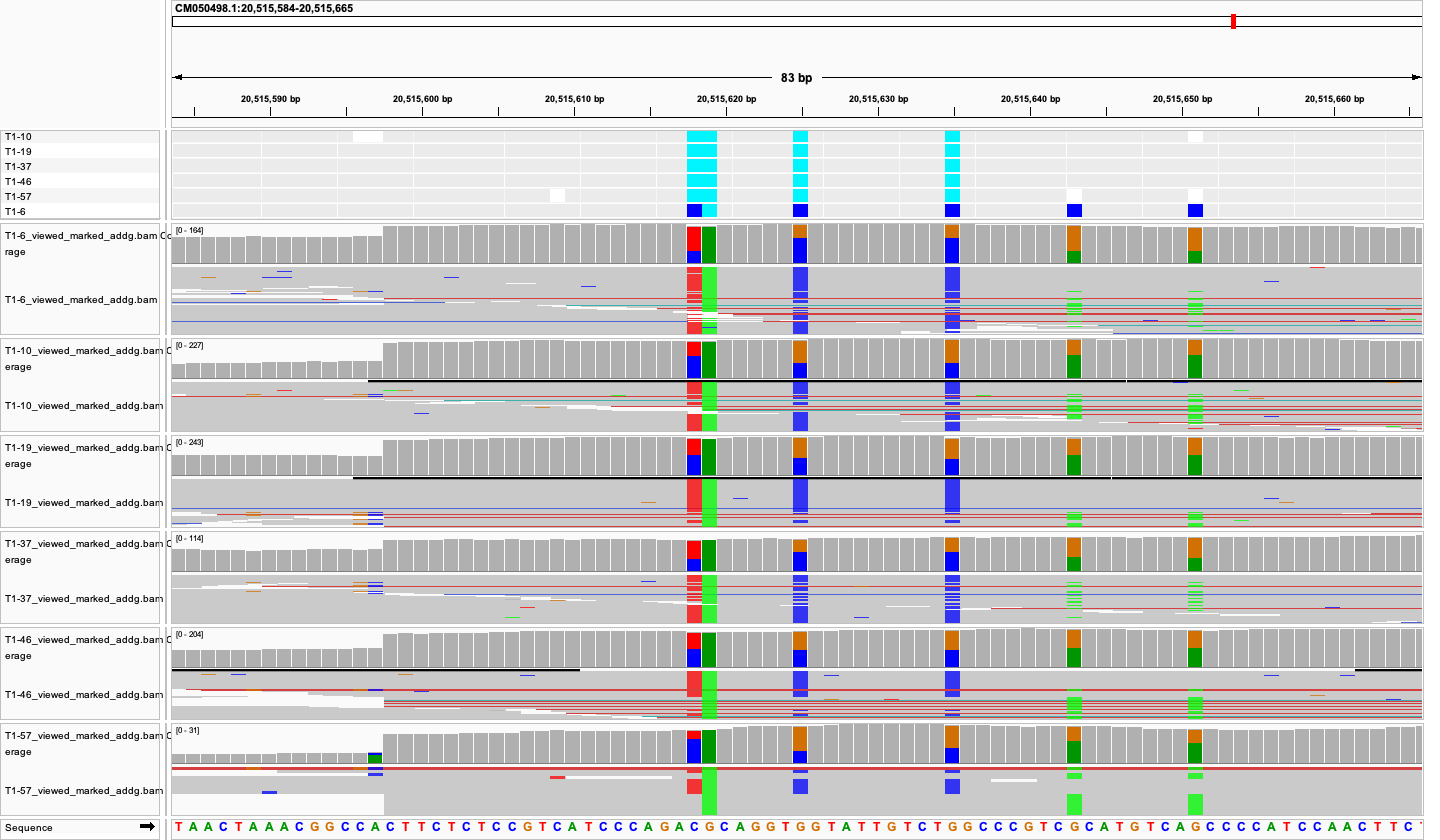 CM050498.1:20,515,584-20,515,665
83 bp
20,515,590 bp 20,515,600 bp 20,515,610 bp 20,515,620 bp 20,515,630 bp 20,515,640 bp 20,515,650 bp 20,515,660 bp
T1-10
T1-19
T1-37
T1-46
T1-57
T1-6
T1-6_viewed_marked_addg.bam Co
rage
[0 - 164]
T1-6_viewed_marked_addg.bam
T1-10_viewed_marked_addg.bam C
erage
[0 - 227]
T1-10_viewed_marked_addg.bam
T1-19_viewed_marked_addg.bam C
erage
[0 - 243]
T1-19_viewed_marked_addg.bam
T1-37_viewed_marked_addg.bam C
erage
[0 - 114]
T1-37_viewed_marked_addg.bam
T1-46_viewed_marked_addg.bam C
erage
[0 - 204]
T1-46_viewed_marked_addg.bam
T1-57_viewed_marked_addg.bam C
erage
[0 - 31]
T1-57_viewed_marked_addg.bam
Sequence T A A C T A A A C G G C C A C T T C T C T C C G T C A T C C C A G A C G C A G G T G G T A T T G T C T G G C C C G T C G C A T G T C A G C C C C A T C C A A C T T C